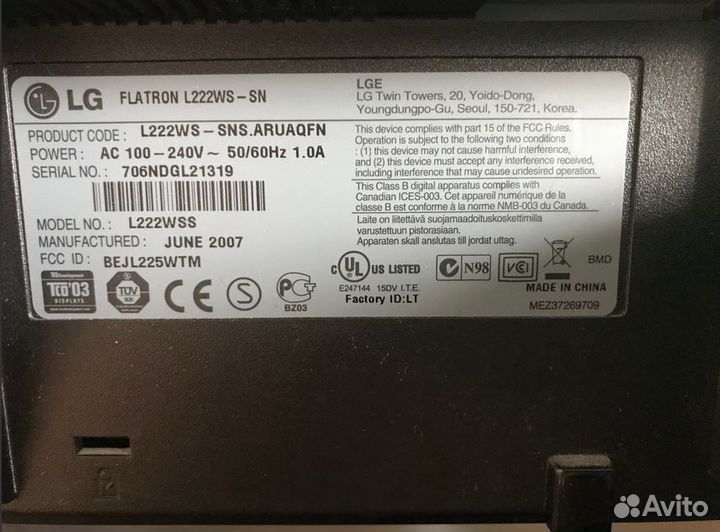 LG FLATRON L222WS-SN
PRODUCT CODE : L222WS-SNS.ARUAQFN
POWER : AC 100-240V~ 50/60Hz 1.0A
SERIAL NO. : 706NDGL21319
MODEL NO. : L222WSS
MANUFACTURED : JUNE 2007
FCC ID : BEJL225WTM
TCO'03
DISPLAYS
TÜV
CE
S
BZ03
LGE
LG Twin Towers, 20, Yoido-Dong,
Youngdungpo-Gu, Seoul, 150-721, Korea.
This device complies with part 15 of the FCC Rules.
Operation is subject to the following two conditions
: (1) this device may not cause harmful interference,
and (2) this device must accept any interference received,
including interference that may cause undesired operation.
This Class B digital apparatus complies with
Canadian ICES-003. Cet appareil numérique de la
classe B est conforme à la norme NMB-003 du Canada.
Laite on liitettävä suojamaadoituskoskettimilla
varustettuun pistorasiaan.
Apparaten skall anslutas till jordat uttag.
c UL US LISTED
E247144 15DV I.T.E.
Factory ID:LT
N98
VCI
BMD
MADE IN CHINA
MEZ37269709
Avito